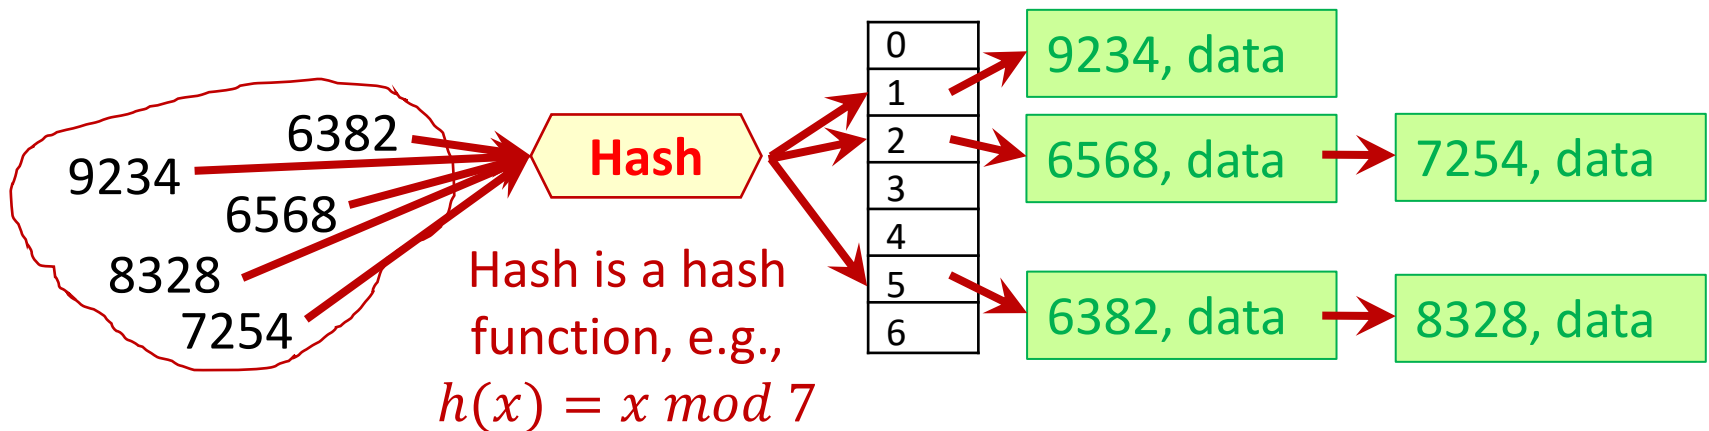 6382
9234
6568
8328
7254
Hash
Hash is a hash
function, e.g.,
h(x) = x mod 7
0
1
2
3
4
5
6
9234, data
6568, data
7254, data
6382, data
8328, data